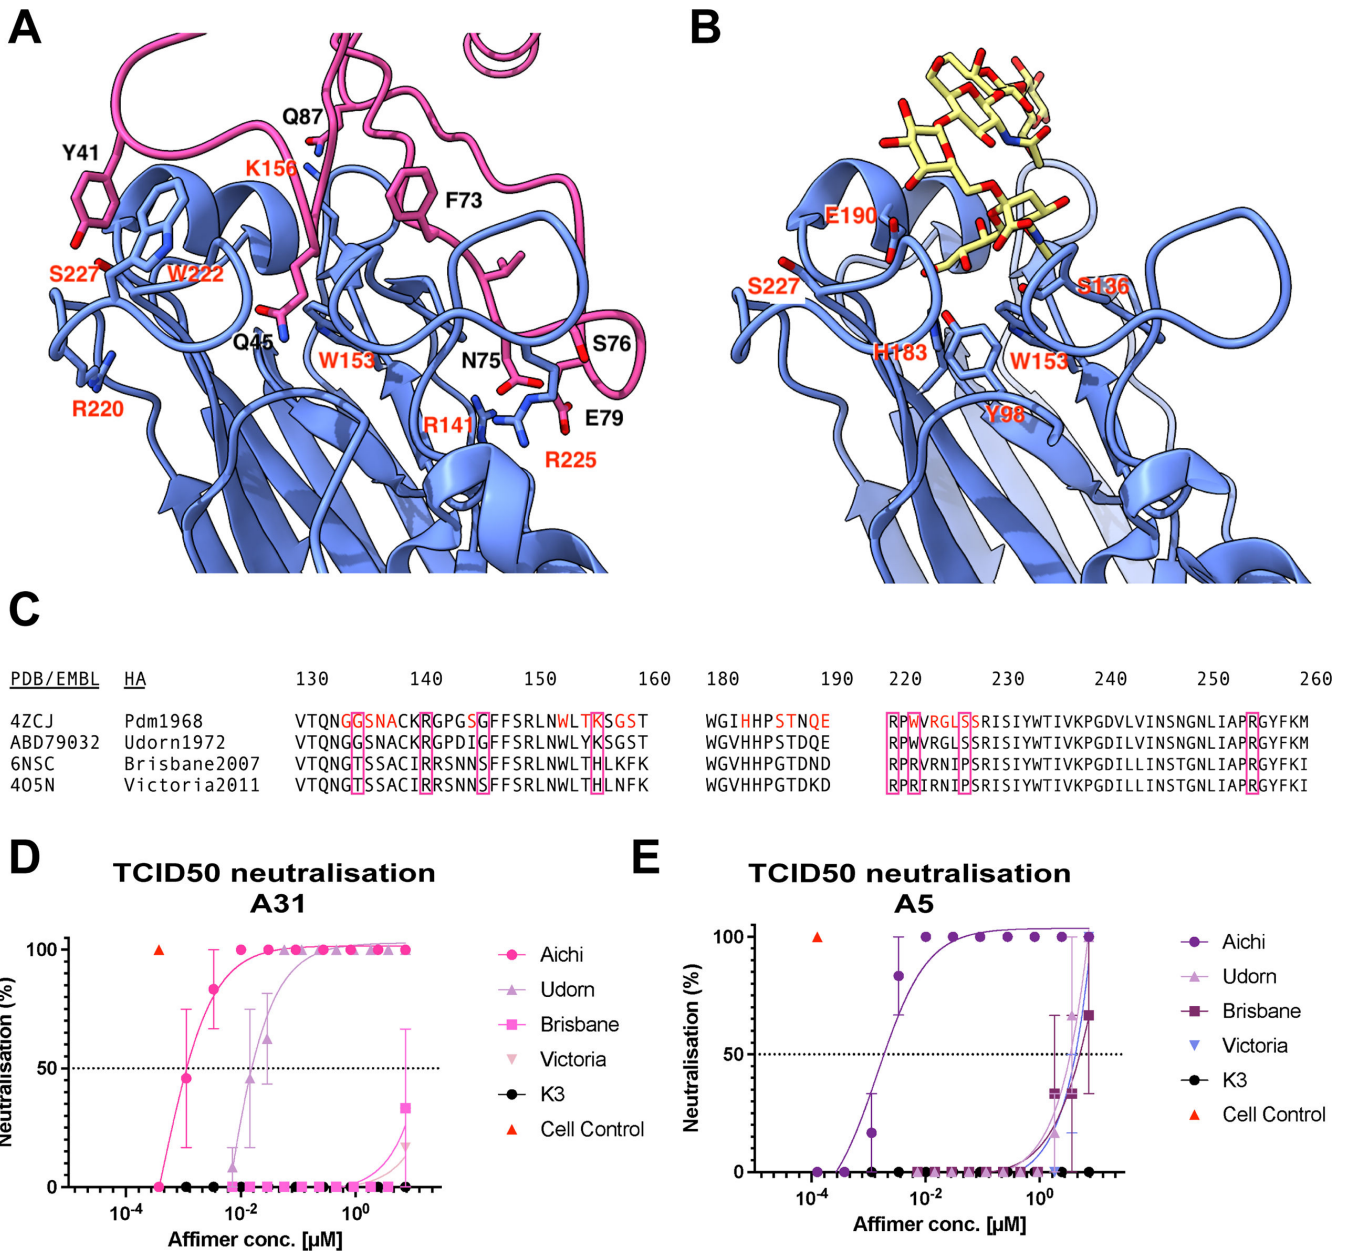 A
B
Q87
Y41
K156
F73
S227
W222
Q45
W153
N75
S76
R220
R141
E79
R225
E190
S227
S136
H183
W153
Y98
C
PDB/EMBL HA 130 140 150 160 180 190 220 230 240 250 260
4ZCJ Pdm1968 VTQNGGSNACKRGPGSGFFSRLNWLTKSGST WGIHHPSTNQE RPWVRGLSSRISIYWTIVKPGDVLVINSNGNLIAPRGYFKM
ABD79032 Udorn1972 VTQNGGSNACKRGPDIGFFSRLNWLYKSGST WGVHHPSTDQE RPWVRGLSSRISIYWTIVKPGDILVINSNGNLIAPRGYFKM
6NSC Brisbane2007 VTQNGTSSACIRRSNNSFFSRLNWLTHLKFK WGVHHPGTDND RPRVRNIPSRISIYWTIVKPGDILLINSTGNLIAPRGYFKI
4O5N Victoria2011 VTQNGTSSACIRRSNNSFFSRLNWLTHLNFK WGVHHPGTDKD RPRIRNIPSRISIYWTIVKPGDILLINSTGNLIAPRGYFKI
D
TCID50 neutralisation
A31
Neutralisation (%)
100
50
0
10-4 10-2 100
Affimer conc. [µM]
Aichi
Udorn
Brisbane
Victoria
K3
Cell Control
E
TCID50 neutralisation
A5
Neutralisation (%)
100
50
0
10-4 10-2 100
Affimer conc. [µM]
Aichi
Udorn
Brisbane
Victoria
K3
Cell Control